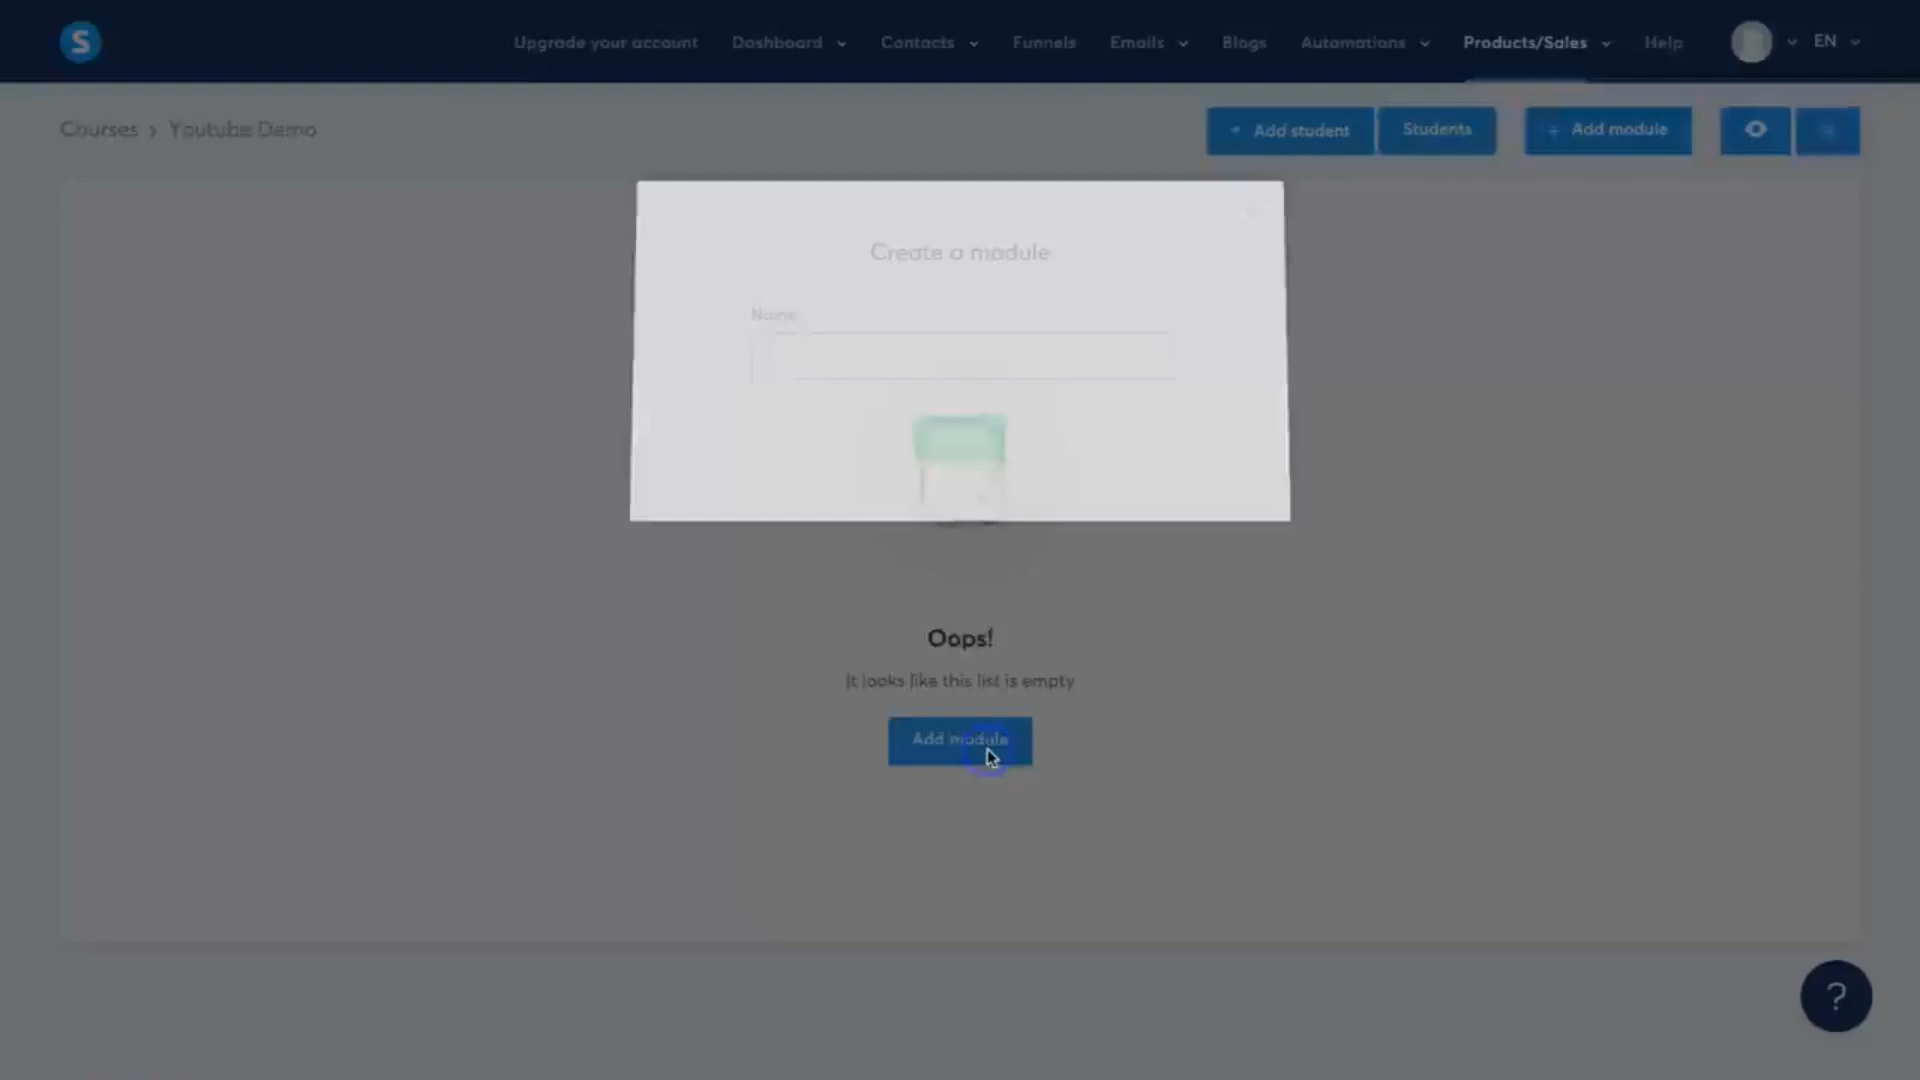 S
Upgrade your account Dashboard Contacts Funnels Emails Blogs Automations Products/Sales Help EN
Courses › Youtube Demo
+ Add student Students + Add module
Create a module
Name
Oops!
It looks like this list is empty
Add module
?